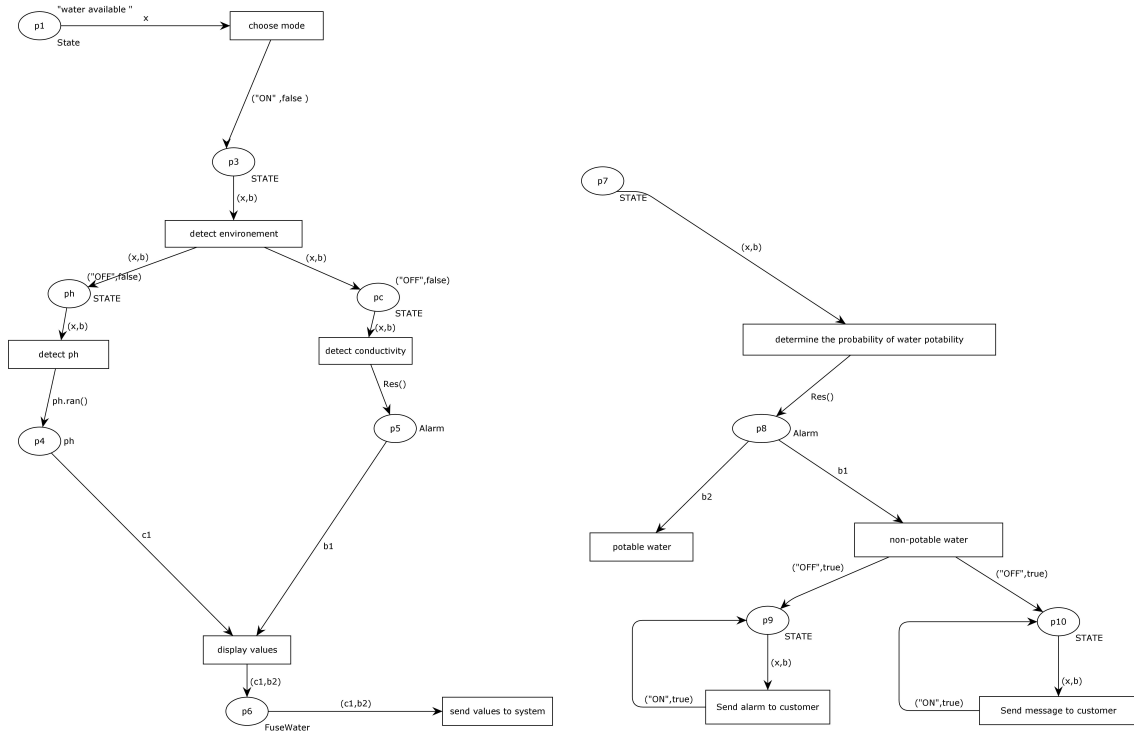 "water available "
p1
x
choose mode
State
("ON" ,false )
p3
STATE
(x,b)
detect environement
(x,b)
(x,b)
("OFF",false)
ph
STATE
("OFF",false)
pc
STATE
(x,b)
(x,b)
detect ph
detect conductivity
ph.ran()
Res()
p4
ph
p5
Alarm
c1
b1
display values
(c1,b2)
p6
FuseWater
(c1,b2)
send values to system
p7
STATE
(x,b)
determine the probability of water potability
Res()
p8
Alarm
b2
b1
potable water
non-potable water
("OFF",true)
("OFF",true)
p9
STATE
p10
STATE
(x,b)
(x,b)
("ON",true)
Send alarm to customer
("ON",true)
Send message to customer